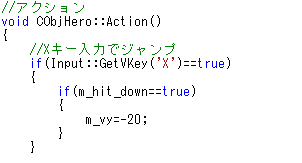 //アクション
void CObjHero::Action()
{
//Xキー入力でジャンプ
if(Input::GetVKey('X')==true)
{
if(m_hit_down==true)
{
m_vy=-20;
}
}